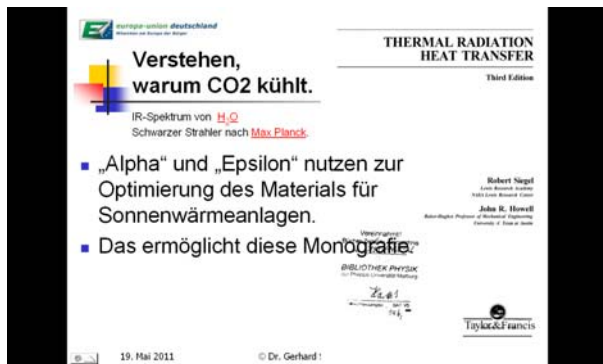 europa-union deutschland
Verstehen,
warum CO2 kühlt.
IR-Spektrum von H2O
Schwarzer Strahler nach Max Planck.
„Alpha“ und „Epsilon“ nutzen zur
Optimierung des Materials für
Sonnenwärmeanlagen.
Das ermöglicht diese Monografie.
THERMAL RADIATION
HEAT TRANSFER
Third Edition
Robert Siegel
John R. Howell
BIBLIOTHEK PHYSIK
Taylor & Francis
19. Mai 2011
© Dr. Gerhard